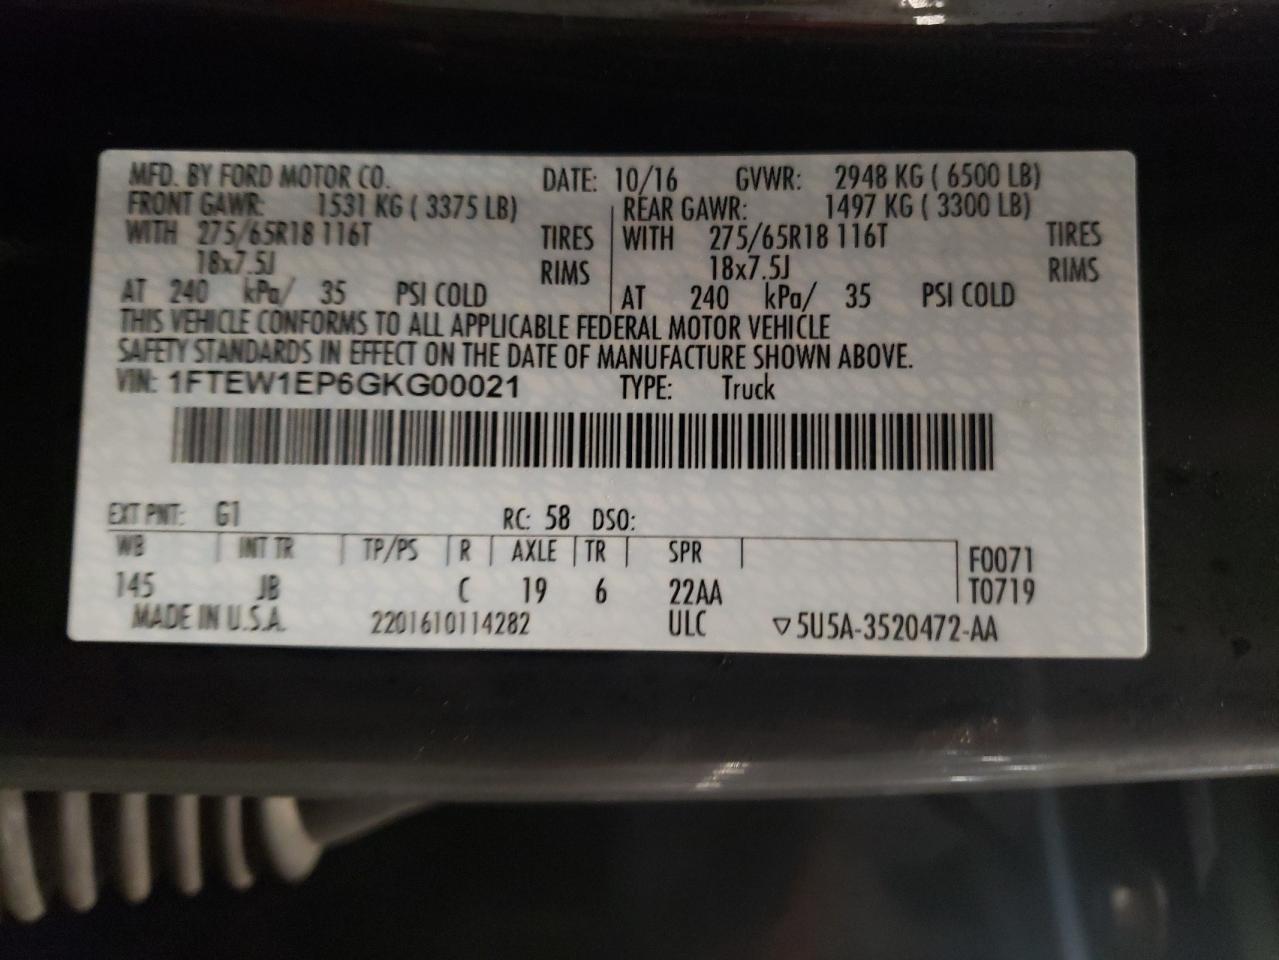 MFD. BY FORD MOTOR CO. DATE: 10/16 GVWR: 2948 KG ( 6500 LB)
FRONT GAWR: 1531 KG ( 3375 LB) REAR GAWR: 1497 KG ( 3300 LB)
WITH 275/65R18 116T TIRES WITH 275/65R18 116T TIRES
18x7.5J RIMS 18x7.5J RIMS
AT 240 kPa/ 35 PSI COLD AT 240 kPa/ 35 PSI COLD
THIS VEHICLE CONFORMS TO ALL APPLICABLE FEDERAL MOTOR VEHICLE
SAFETY STANDARDS IN EFFECT ON THE DATE OF MANUFACTURE SHOWN ABOVE.
VIN: 1FTEW1EP6GKG00021 TYPE: Truck
EXT PNT: G1 RC: 58 DSO:
WB INT TR TP/PS R AXLE TR SPR F0071
145 JB C 19 6 22AA T0719
MADE IN U.S.A. 2201610114282 ULC ▽5U5A-3520472-AA